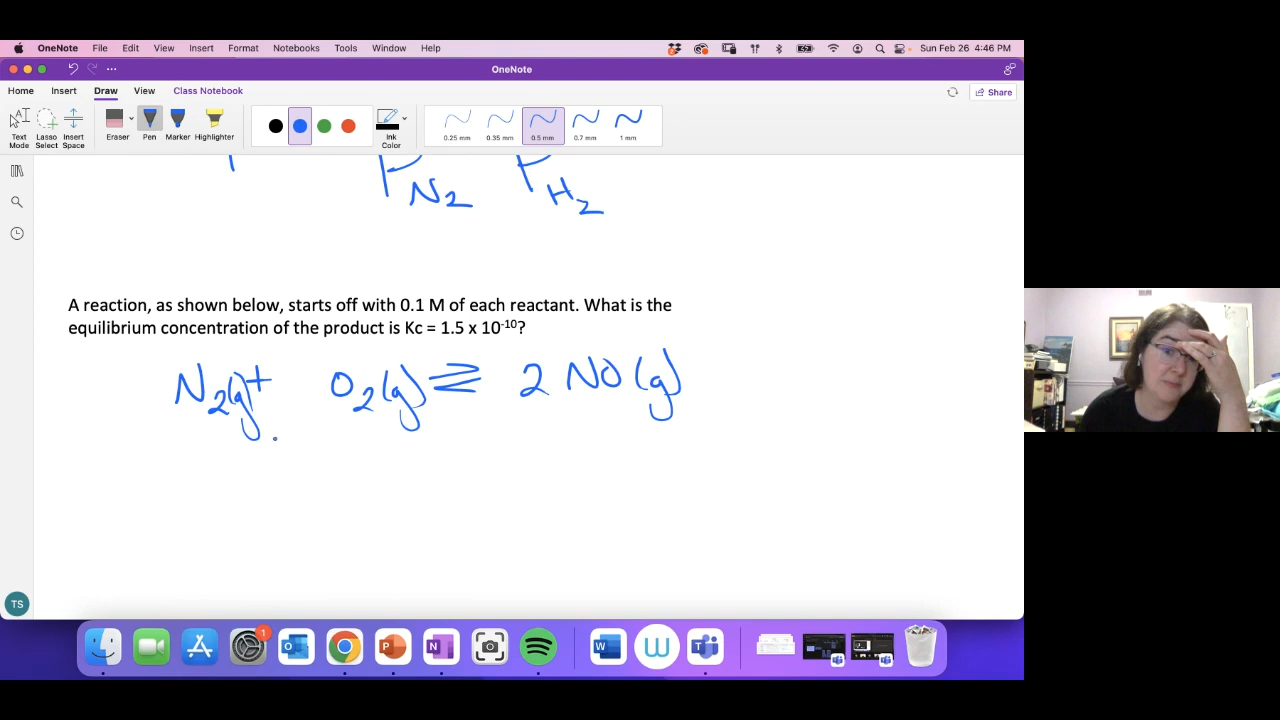 OneNote File Edit View Insert Format Notebooks Tools Window Help Sun Feb 26 4:46 PM
OneNote
Home Insert Draw View Class Notebook Share
Text Mode Lasso Select Insert Space Eraser Pen Marker Highlighter Ink Color 0.25 mm 0.35 mm 0.5 mm 0.7 mm 1 mm
P N₂ P H₂
A reaction, as shown below, starts off with 0.1 M of each reactant. What is the
equilibrium concentration of the product is Kc = 1.5 x 10⁻¹⁰?
N₂(g) + O₂(g) ⇌ 2 NO(g)
TS
1